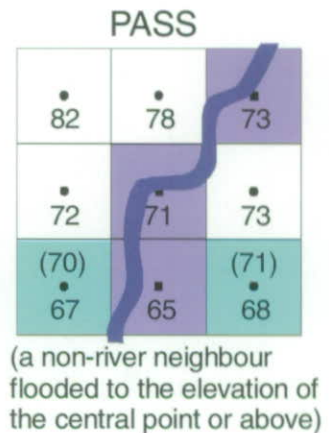 PASS
82 78 73
72 71 73
(70) (71)
67 65 68
(a non-river neighbour
flooded to the elevation of
the central point or above)